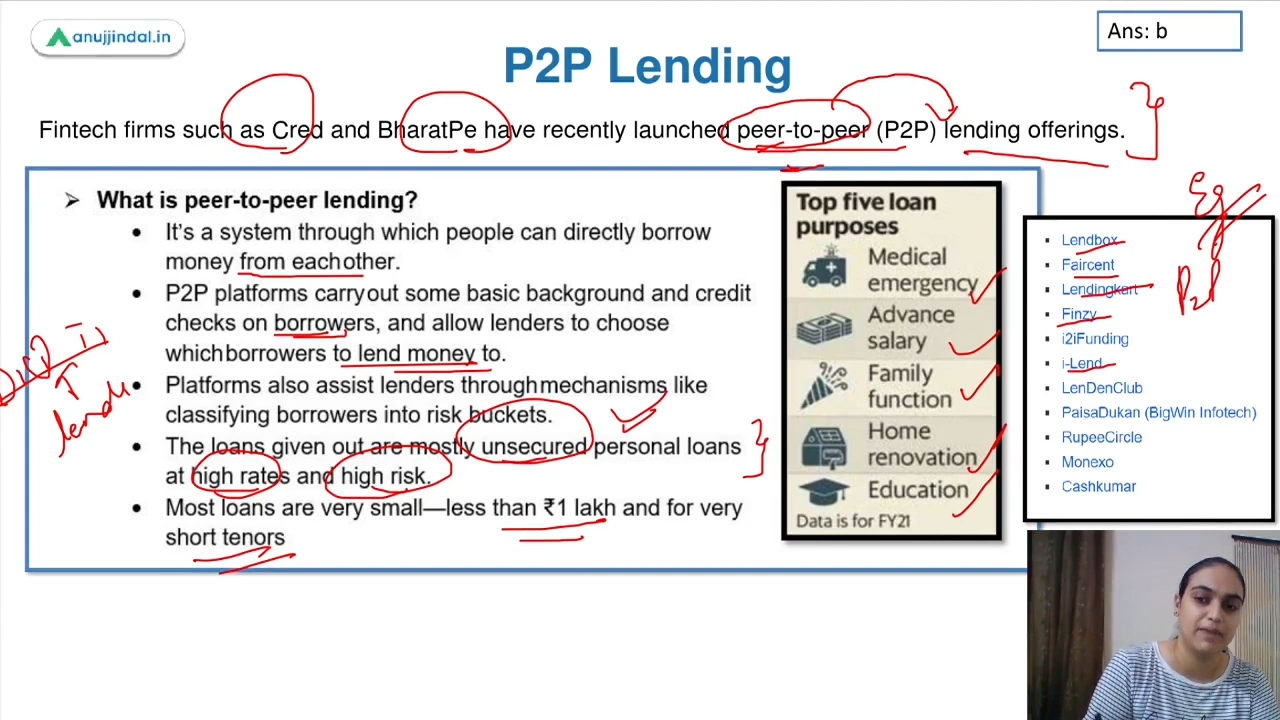 anujjindal.in
Ans: b
P2P Lending
Fintech firms such as Cred and BharatPe have recently launched peer-to-peer (P2P) lending offerings.
➢ What is peer-to-peer lending?
• It’s a system through which people can directly borrow
money from each other.
• P2P platforms carry out some basic background and credit
checks on borrowers, and allow lenders to choose
which borrowers to lend money to.
• Platforms also assist lenders through mechanisms like
classifying borrowers into risk buckets.
• The loans given out are mostly unsecured personal loans
at high rates and high risk.
• Most loans are very small—less than ₹1 lakh and for very
short tenors
Top five loan
purposes
Medical
emergency
Advance
salary
Family
function
Home
renovation
Education
Data is for FY21
Eg
P2P
▪ Lendbox
▪ Faircent
▪ Lendingkart
▪ Finzy
▪ i2iFunding
▪ i-Lend
▪ LenDenClub
▪ PaisaDukan (BigWin Infotech)
▪ RupeeCircle
▪ Monexo
▪ Cashkumar